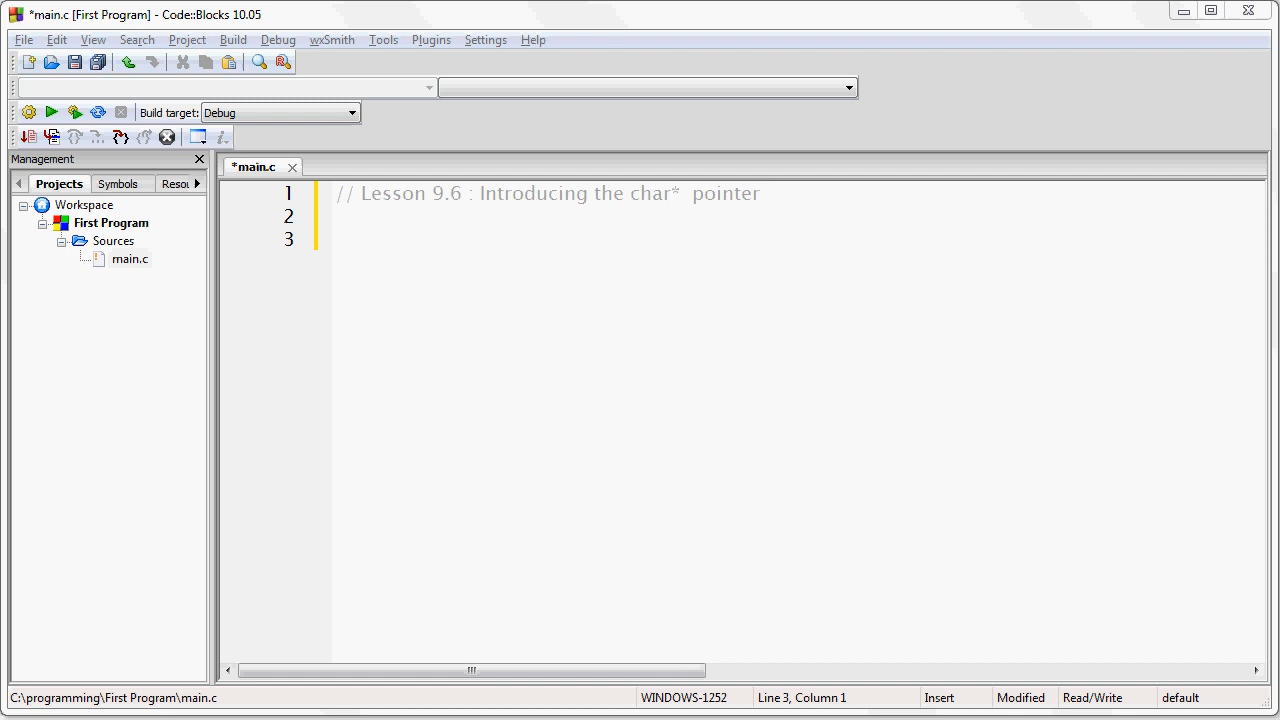 *main.c [First Program] - Code::Blocks 10.05
File Edit View Search Project Build Debug wxSmith Tools Plugins Settings Help
Build target: Debug
Management
*main.c
Projects Symbols Resou
Workspace
First Program
Sources
main.c
1 // Lesson 9.6 : Introducing the char*  pointer
2
3
C:\programming\First Program\main.c WINDOWS-1252 Line 3, Column 1 Insert Modified Read/Write default